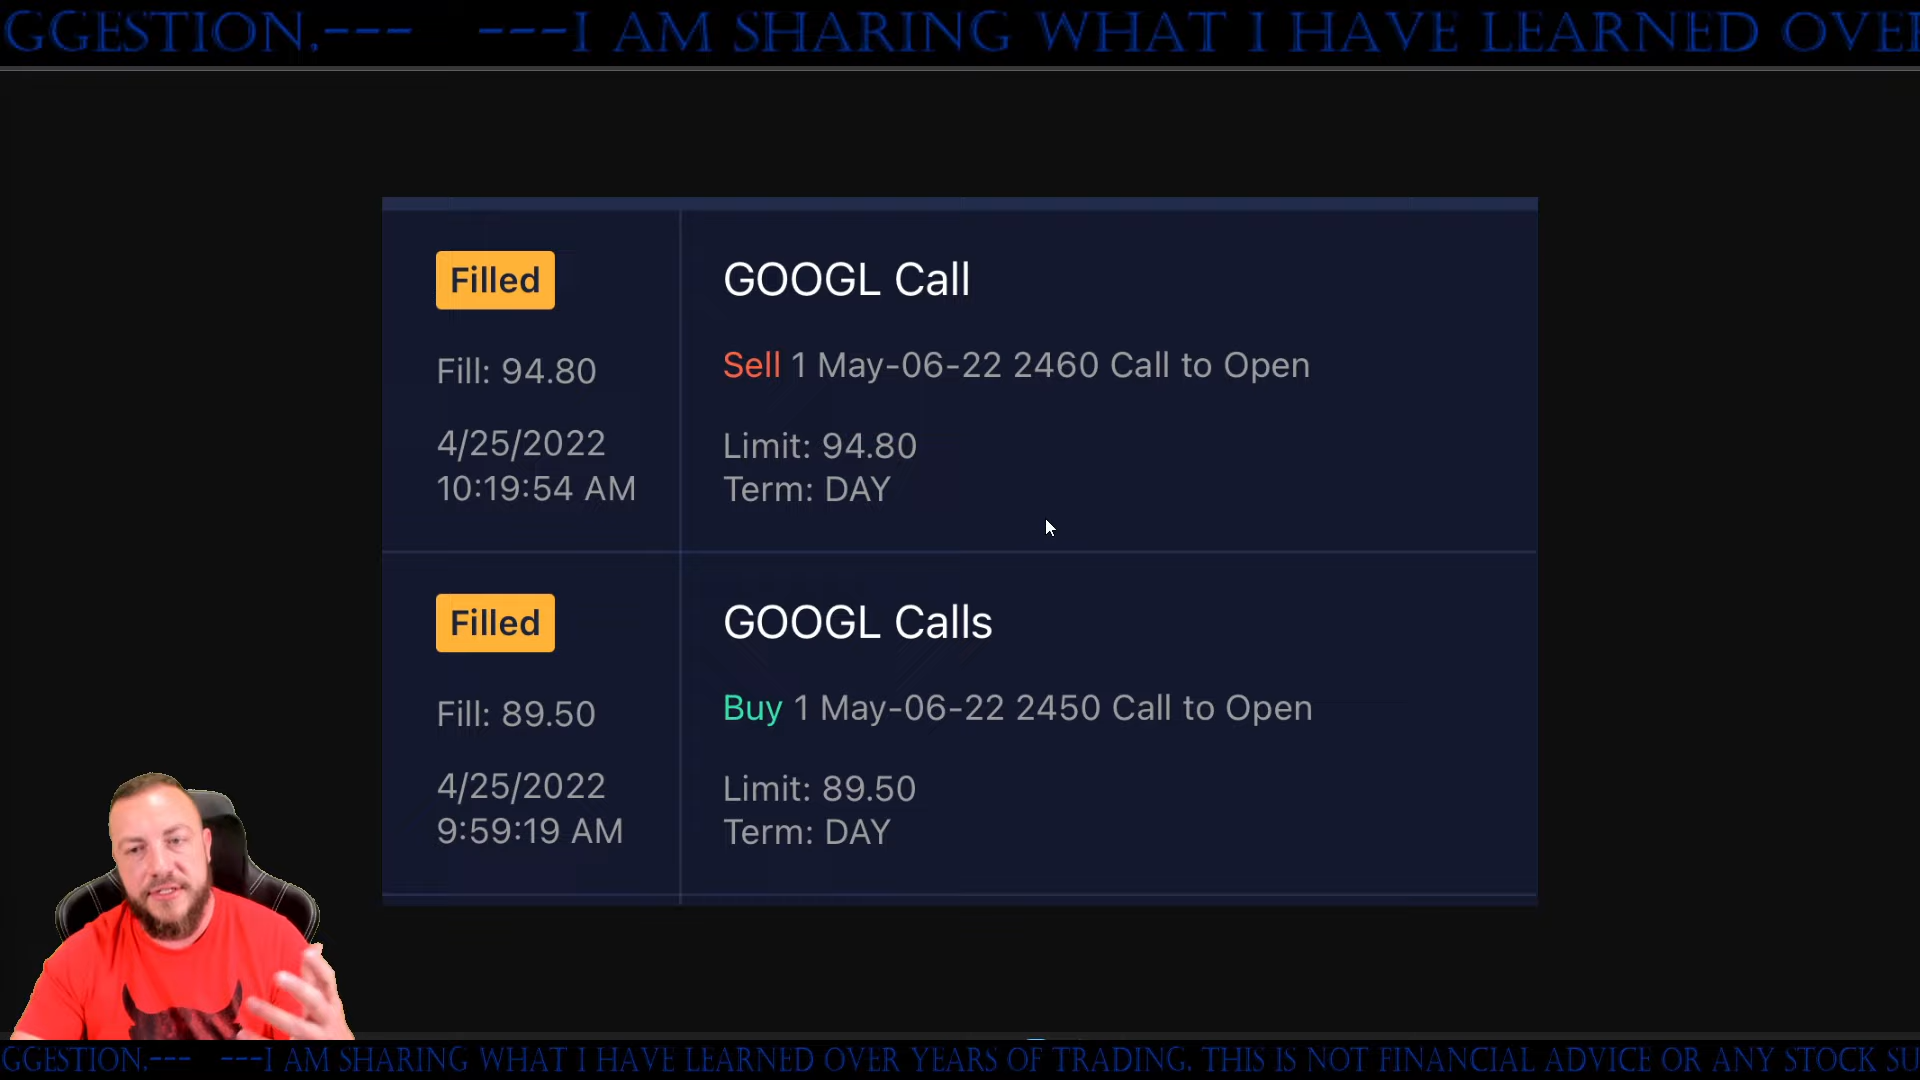 GGESTION.--- ---I AM SHARING WHAT I HAVE LEARNED OVE
Filled
GOOGL Call
Fill: 94.80
Sell 1 May-06-22 2460 Call to Open
4/25/2022
10:19:54 AM
Limit: 94.80
Term: DAY
Filled
GOOGL Calls
Fill: 89.50
Buy 1 May-06-22 2450 Call to Open
4/25/2022
9:59:19 AM
Limit: 89.50
Term: DAY
GGESTION.--- ---I AM SHARING WHAT I HAVE LEARNED OVER YEARS OF TRADING. THIS IS NOT FINANCIAL ADVICE OR ANY STOCK SU